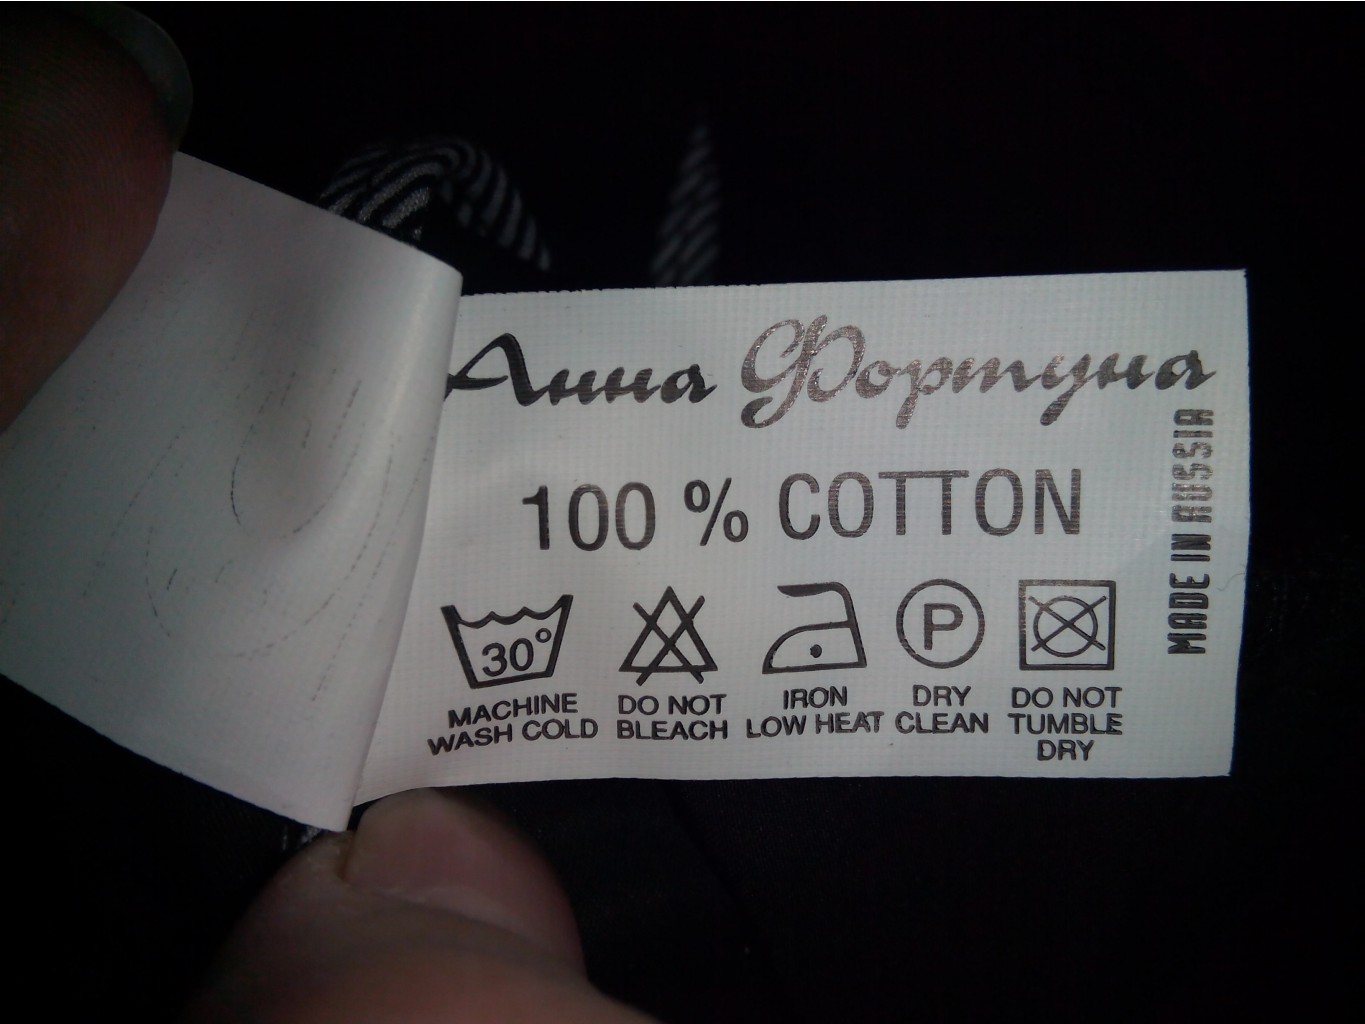 Анна Фортуна
100 % COTTON
30°
MACHINE
WASH COLD
DO NOT
BLEACH
IRON
LOW HEAT
P
DRY
CLEAN
DO NOT
TUMBLE
DRY
MADE IN RUSSIA